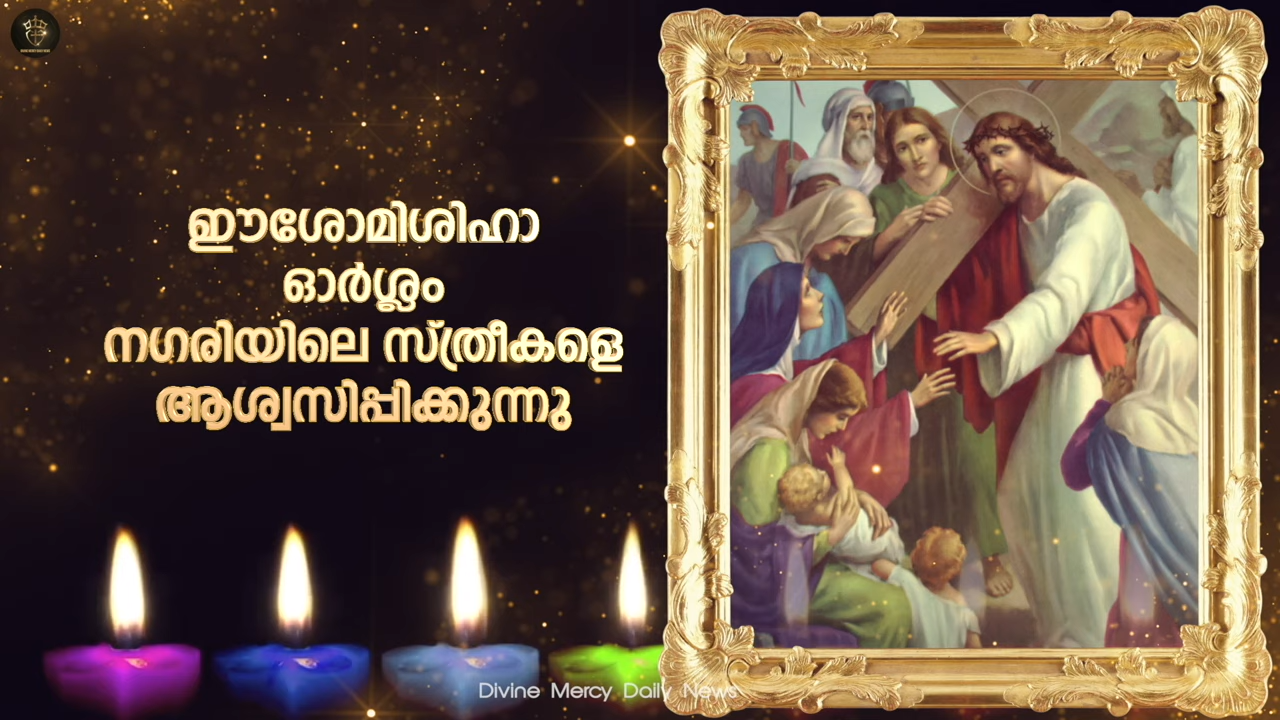 ഈശോമിശിഹാ
ഓർശ്ലം
നഗരിയിലെ സ്ത്രീകളെ
ആശ്വസിപ്പിക്കുന്നു
Divine Mercy Daily News